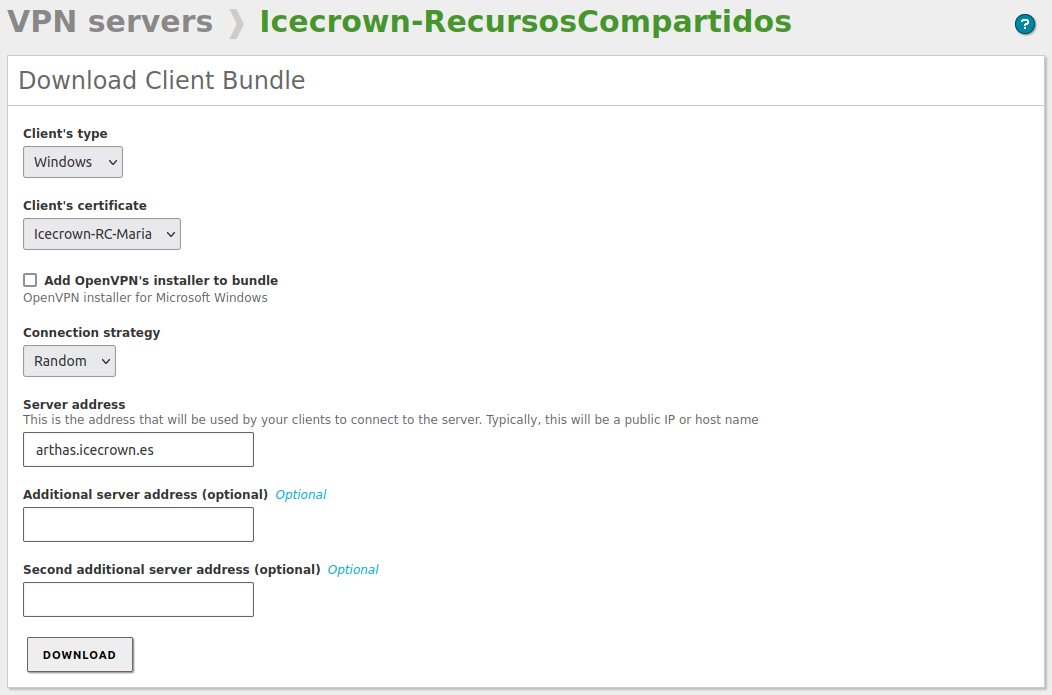 VPN servers ❯ Icecrown-RecursosCompartidos
?
Download Client Bundle
Client's type
Windows
Client's certificate
Icecrown-RC-Maria
Add OpenVPN's installer to bundle
OpenVPN installer for Microsoft Windows
Connection strategy
Random
Server address
This is the address that will be used by your clients to connect to the server. Typically, this will be a public IP or host name
arthas.icecrown.es
Additional server address (optional) Optional
Second additional server address (optional) Optional
DOWNLOAD